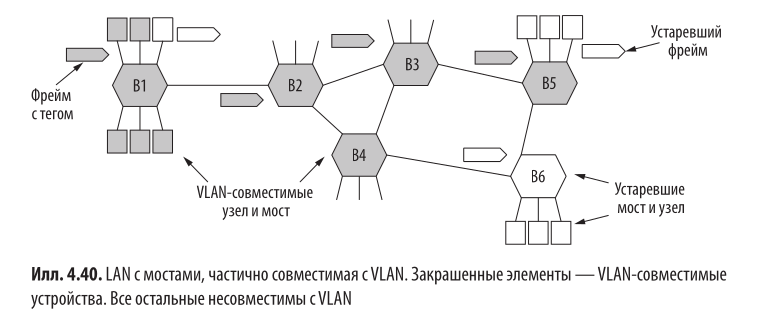 Устаревший
фрейм
B3
B1
B2
B5
Фрейм
с тегом
B4
B6
VLAN-совместимые
узел и мост
Устаревшие
мост и узел
Илл. 4.40. LAN с мостами, частично совместимая с VLAN. Закрашенные элементы — VLAN-совместимые
устройства. Все остальные несовместимы с VLAN